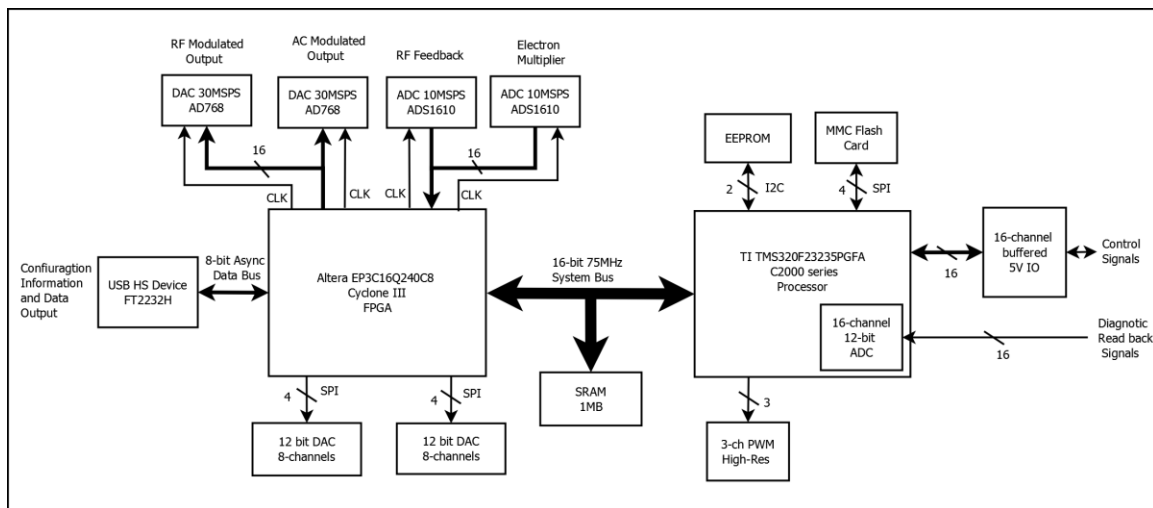 RF Modulated
Output
AC Modulated
Output
RF Feedback
Electron
Multiplier
DAC 30MSPS
AD768
DAC 30MSPS
AD768
ADC 10MSPS
ADS1610
ADC 10MSPS
ADS1610
16
16
CLK
CLK
CLK
CLK
EEPROM
MMC Flash
Card
2
I2C
4
SPI
Confiuragtion
Information
and Data
Output
USB HS Device
FT2232H
8-bit Async
Data Bus
Altera EP3C16Q240C8
Cyclone III
FPGA
16-bit 75MHz
System Bus
TI TMS320F23235PGFA
C2000 series
Processor
16-channel
buffered
5V IO
16
Control
Signals
16-channel
12-bit
ADC
16
Diagnotic
Read back
Signals
SRAM
1MB
4
SPI
4
SPI
3
12 bit DAC
8-channels
12 bit DAC
8-channels
3-ch PWM
High-Res